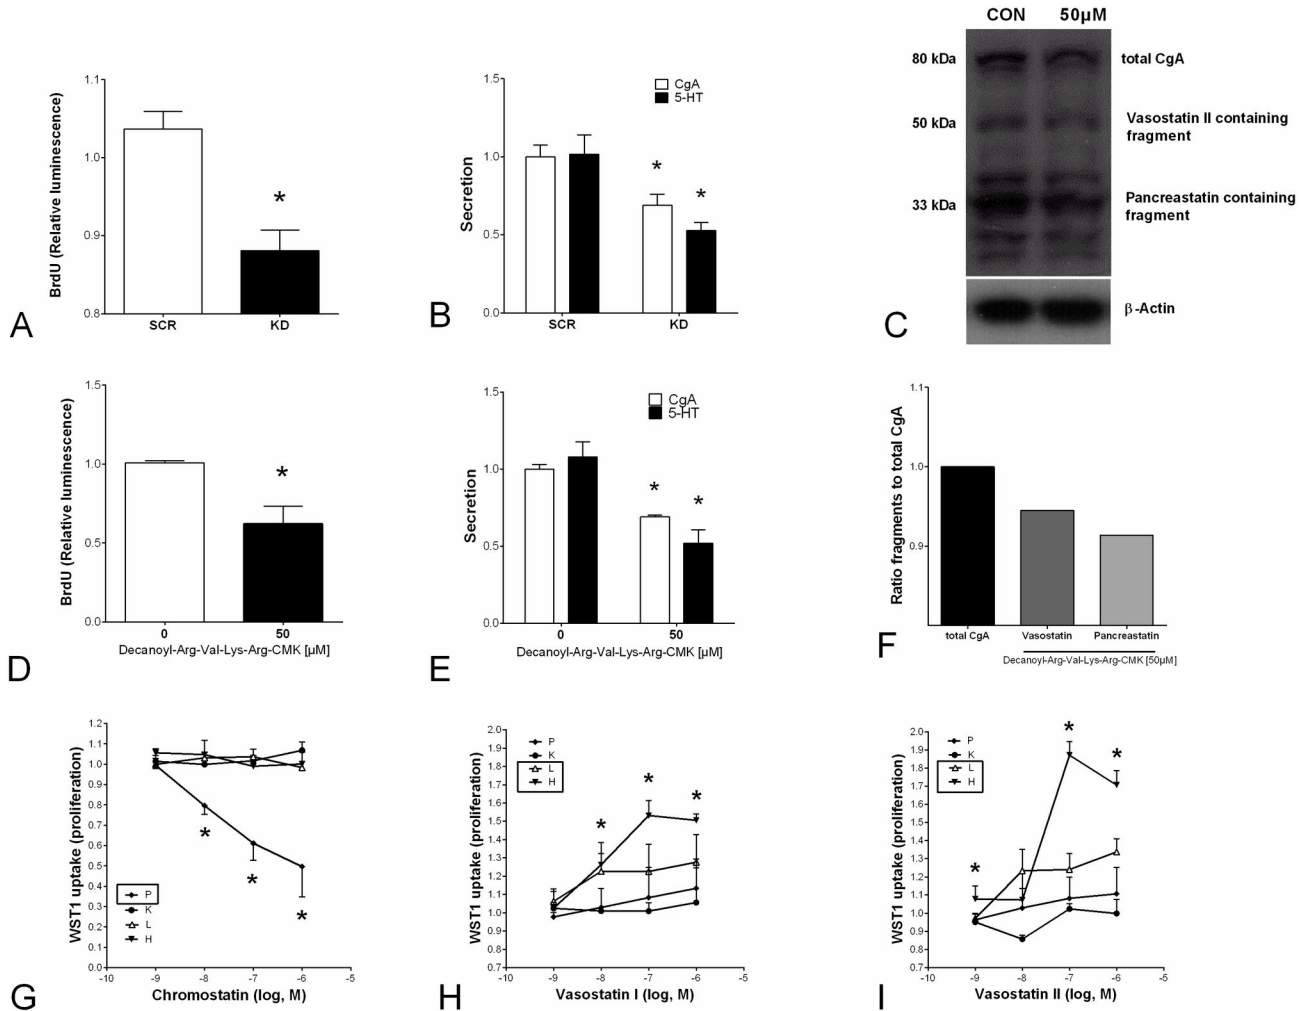 BrdU (Relative luminescence)
1.1
1.0
0.9
0.8
*
SCR
KD
A
Secretion
1.5
1.0
0.5
0.0
CgA
5-HT
*
*
SCR
KD
B
CON 50µM
80 kDa total CgA
50 kDa Vasostatin II containing
fragment
33 kDa Pancreastatin containing
fragment
β-Actin
C
BrdU (Relative luminescence)
1.5
1.0
0.5
0.0
*
0
50
Decanoyl-Arg-Val-Lys-Arg-CMK [µM]
D
Secretion
1.5
1.0
0.5
0.0
CgA
5-HT
*
*
0
50
Decanoyl-Arg-Val-Lys-Arg-CMK [µM]
E
Ratio fragments to total CgA
1.1
1.0
0.9
total CgA
Vasostatin
Pancreastatin
Decanoyl-Arg-Val-Lys-Arg-CMK [50µM]
F
WST1 uptake (proliferation)
1.2
1.1
1.0
0.9
0.8
0.7
0.6
0.5
0.4
0.3
0.2
0.1
0.0
*
*
*
P
K
L
H
-10 -9 -8 -7 -6 -5
Chromostatin (log, M)
G
WST1 uptake (proliferation)
2.0
1.9
1.8
1.7
1.6
1.5
1.4
1.3
1.2
1.1
1.0
0.9
0.8
0.7
P
K
L
H
*
*
*
-10 -9 -8 -7 -6 -5
Vasostatin I (log, M)
H
WST1 uptake (proliferation)
2.0
1.9
1.8
1.7
1.6
1.5
1.4
1.3
1.2
1.1
1.0
0.9
0.8
0.7
P
K
L
H
*
*
*
-10 -9 -8 -7 -6 -5
Vasostatin II (log, M)
I